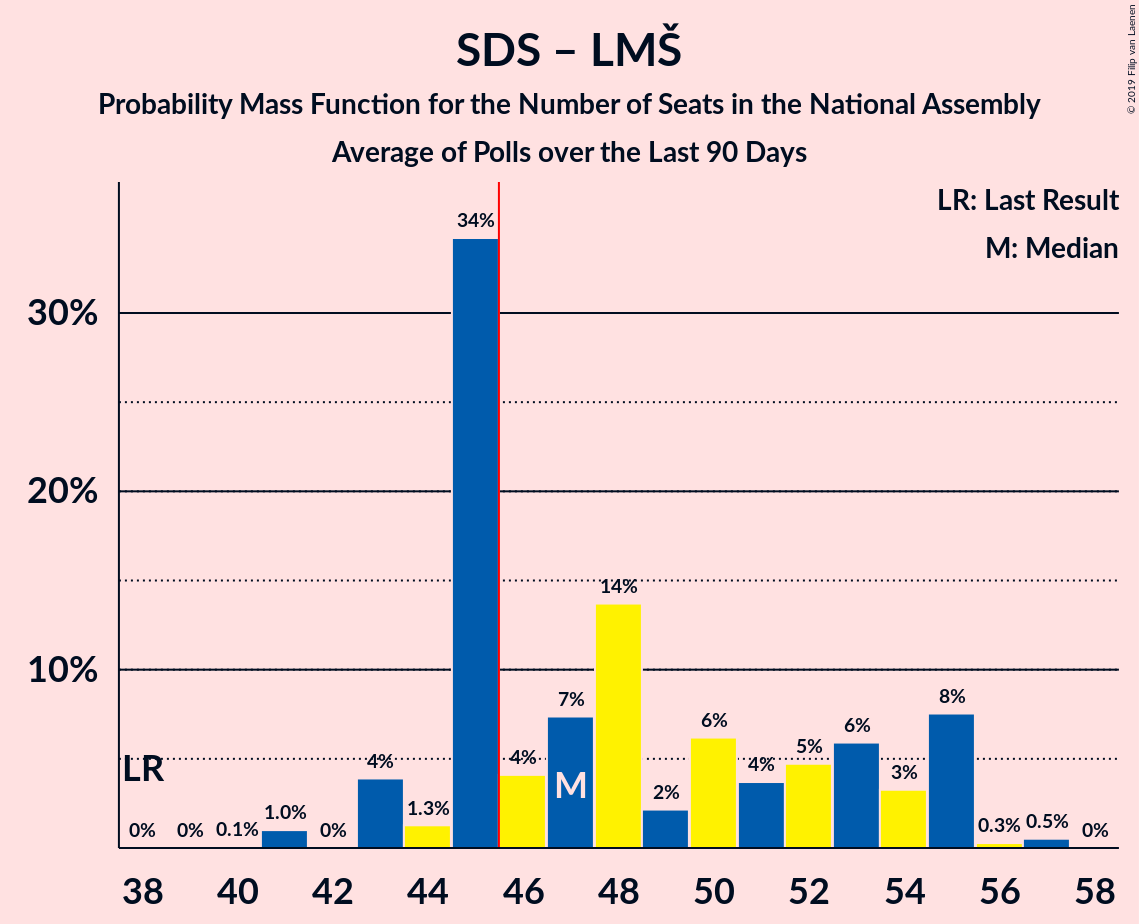 SDS – LMŠ
Probability Mass Function for the Number of Seats in the National Assembly
Average of Polls over the Last 90 Days
© 2019 Filip van Laenen
LR: Last Result
M: Median
30%
20%
10%
LR
M
0% 0% 0.1% 1.0% 0% 4% 1.3% 34% 4% 7% 14% 2% 6% 4% 5% 6% 3% 8% 0.3% 0.5% 0%
38 40 42 44 46 48 50 52 54 56 58